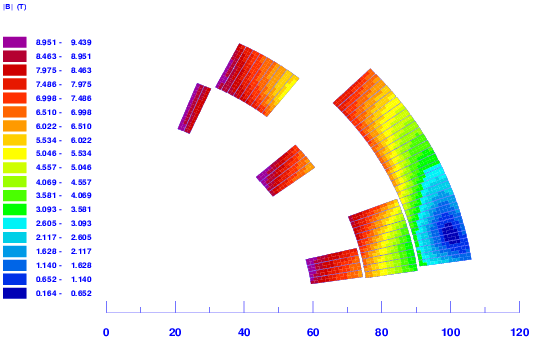 |B| (T)
8.951 - 9.439
8.463 - 8.951
7.975 - 8.463
7.486 - 7.975
6.998 - 7.486
6.510 - 6.998
6.022 - 6.510
5.534 - 6.022
5.046 - 5.534
4.557 - 5.046
4.069 - 4.557
3.581 - 4.069
3.093 - 3.581
2.605 - 3.093
2.117 - 2.605
1.628 - 2.117
1.140 - 1.628
0.652 - 1.140
0.164 - 0.652
0 20 40 60 80 100 120